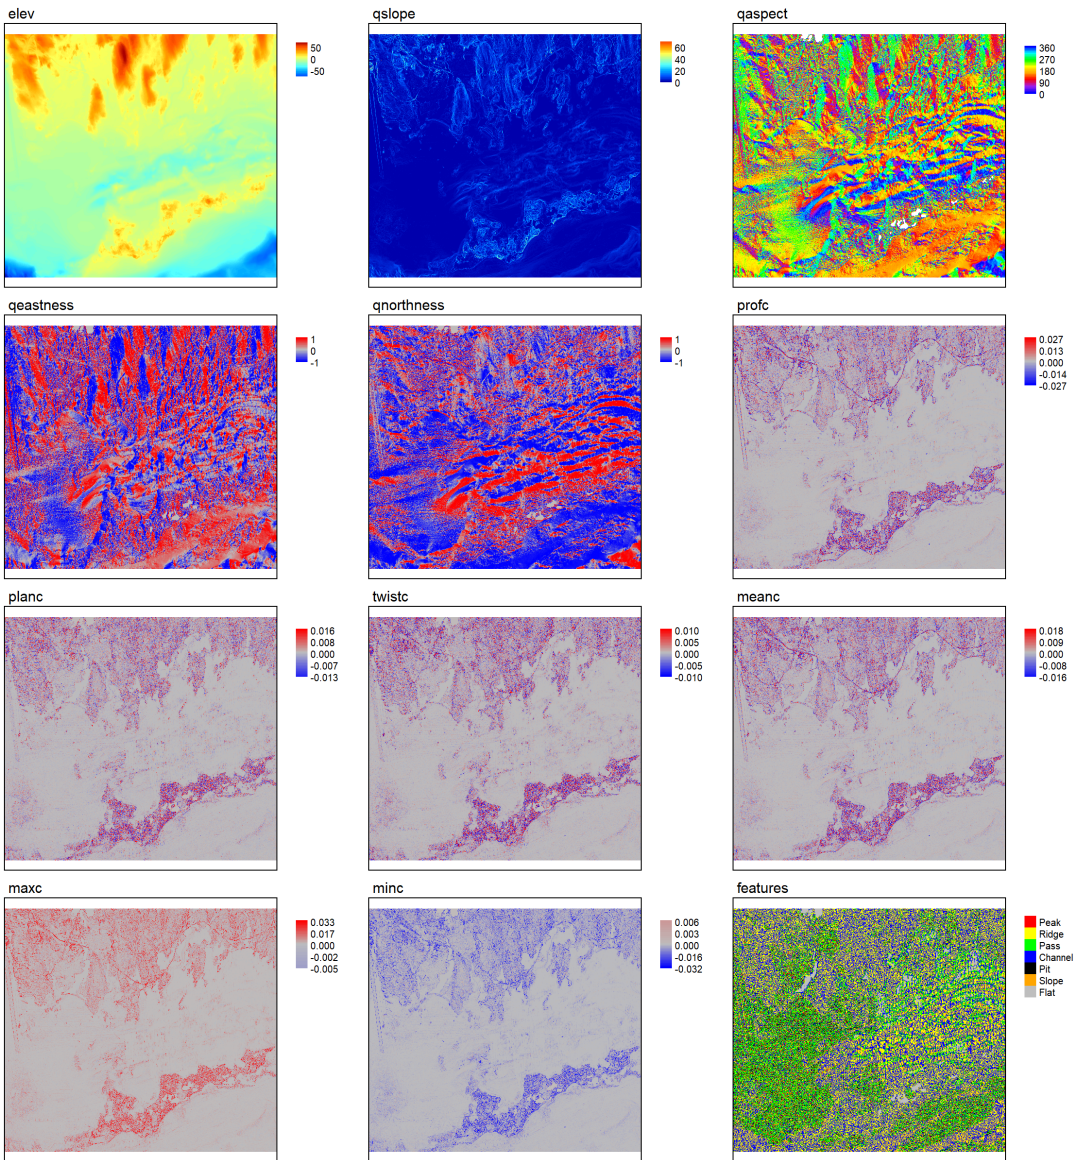 elev
50
0
-50
qslope
60
40
20
0
qaspect
360
270
180
90
0
qeastness
1
0
-1
qnorthness
1
0
-1
profc
0.027
0.013
0.000
-0.014
-0.027
planc
0.016
0.008
0.000
-0.007
-0.013
twistc
0.010
0.005
0.000
-0.005
-0.010
meanc
0.018
0.009
0.000
-0.008
-0.016
maxc
0.033
0.017
0.000
-0.002
-0.005
minc
0.006
0.003
0.000
-0.016
-0.032
features
Peak
Ridge
Pass
Channel
Pit
Slope
Flat